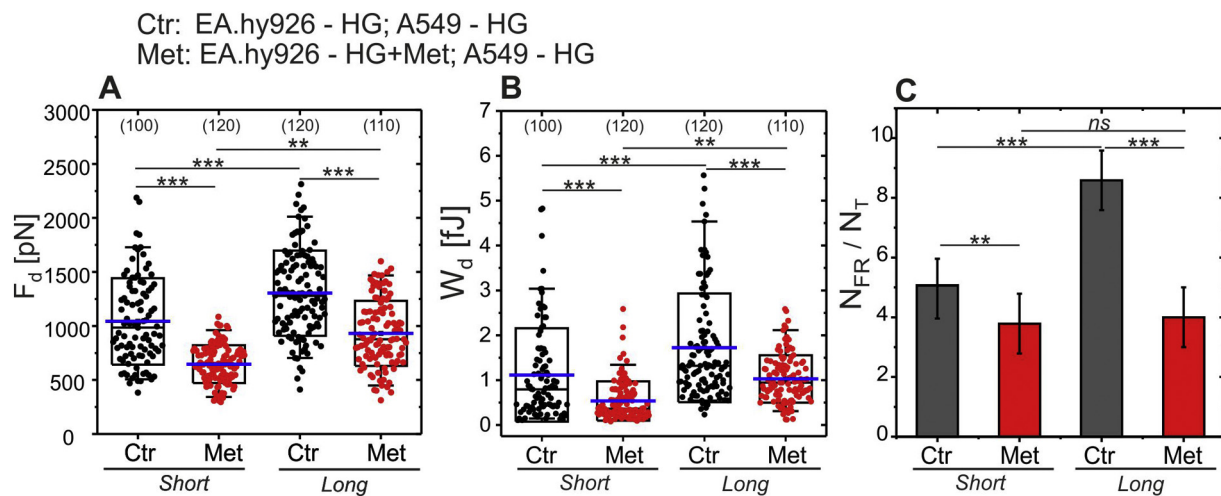 Ctr: EA.hy926 - HG; A549 - HG
Met: EA.hy926 - HG+Met; A549 - HG
A
3000
2500
2000
1500
1000
500
0
F_d [pN]
(100) (120) (120) (110)
**
***
*** ***
Ctr Met Ctr Met
Short Long
B
7
6
5
4
3
2
1
0
W_d [fJ]
(100) (120) (120) (110)
**
***
*** ***
Ctr Met Ctr Met
Short Long
C
10
8
6
4
2
0
N_FR / N_T
ns
*** ***
**
Ctr Met Ctr Met
Short Long